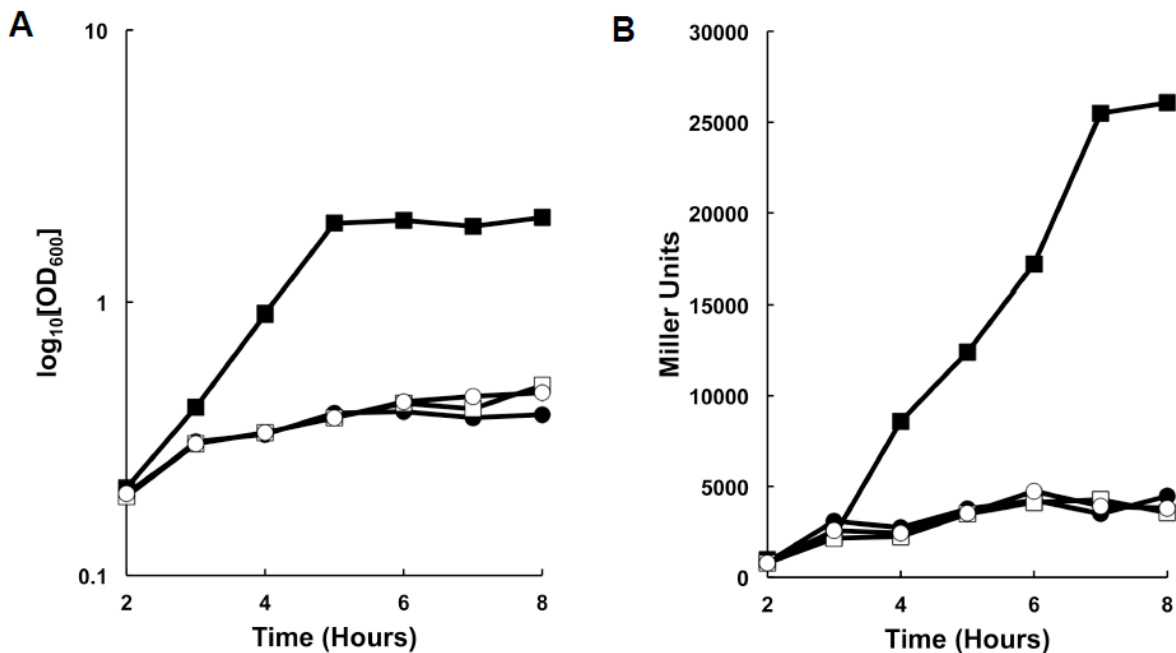 A
log₁₀[OD₆₀₀]
10
1
0.1
2 4 6 8
Time (Hours)
B
Miller Units
30000
25000
20000
15000
10000
5000
0
2 4 6 8
Time (Hours)